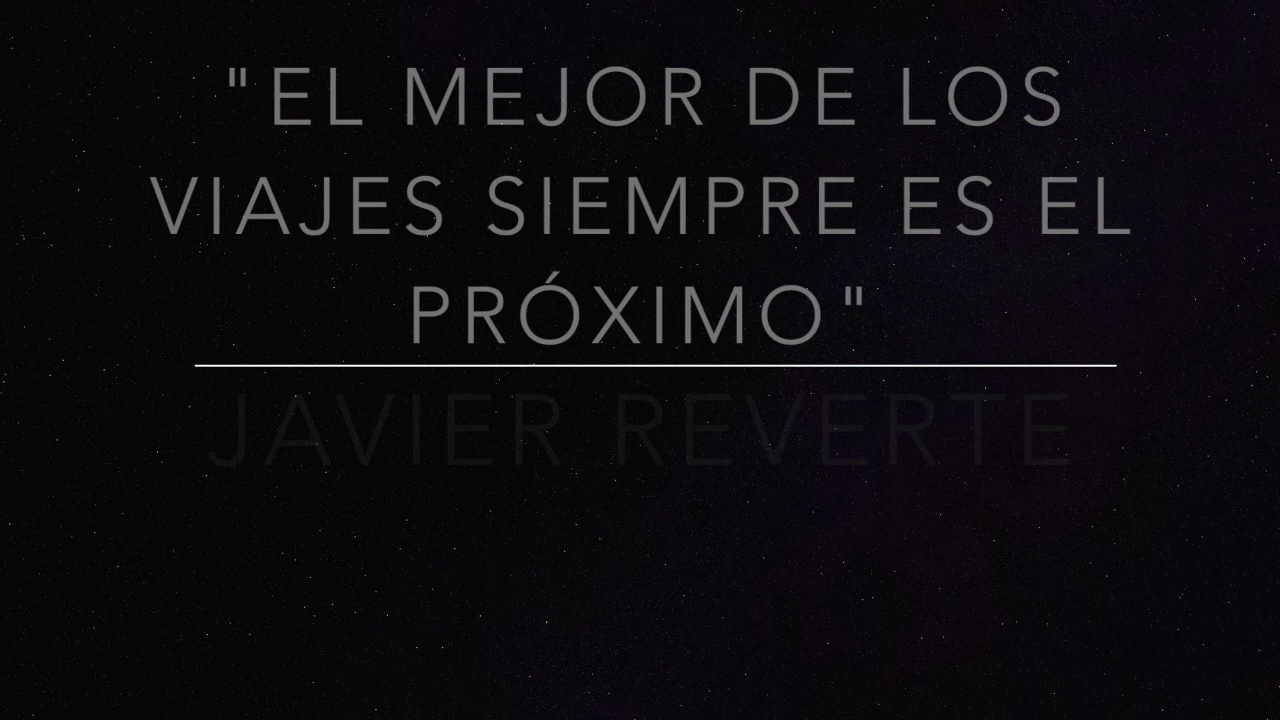 "EL MEJOR DE LOS
VIAJES SIEMPRE ES EL
PRÓXIMO"
JAVIER REVERTE